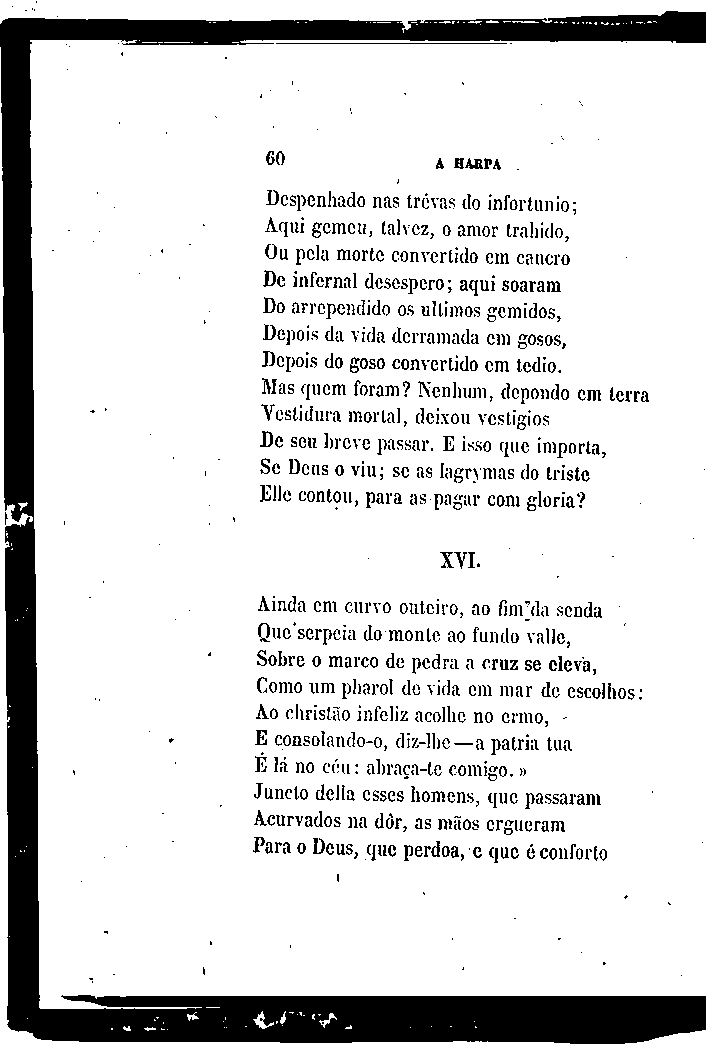 60 A HARPA
Despenhado nas trévas do infortunio;
Aqui gemeu, talvez, o amor trahido,
Ou pela morte convertido em cancro
De infernal desespero; aqui soaram
Do arrependido os ultimos gemidos,
Depois da vida derramada em gosos,
Depois do goso convertido em tedio.
Mas quem foram? Nenhum, depondo em terra
Vestidura mortal, deixou vestigios
De seu breve passar. E isso que importa,
Se Deus o viu; se as lagrymas do triste
Elle contou, para as pagar com gloria?
XVI.
Ainda em curvo outeiro, ao fim da senda
Que serpeia do monte ao fundo valle,
Sobre o marco de pedra a cruz se eleva,
Como um pharol de vida em mar de escolhos:
Ao christão infeliz acolhe no ermo,
E consolando-o, diz-lhe—a patria tua
É lá no céu: abraça-te comigo.»
Juncto della esses homens, que passaram
Acurvados na dôr, as mãos ergueram
Para o Deus, que perdoa, e que é conforto